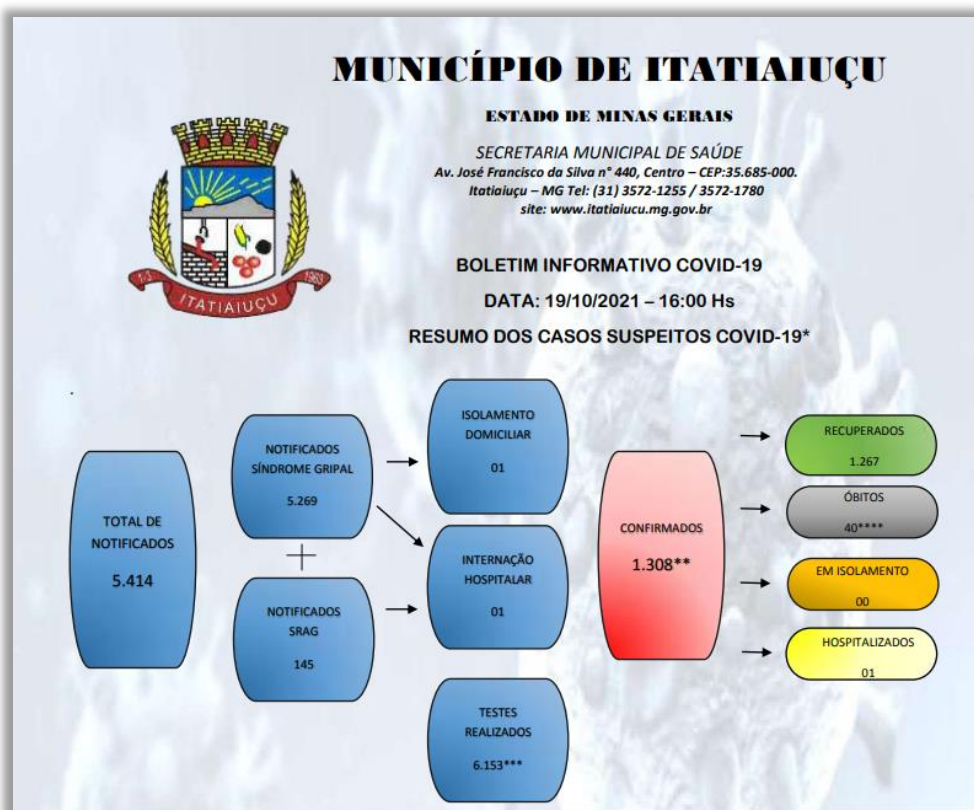 MUNICÍPIO DE ITATIAIUÇU
ESTADO DE MINAS GERAIS
SECRETARIA MUNICIPAL DE SAÚDE
Av. José Francisco da Silva n° 440, Centro – CEP:35.685-000.
Itatiaiuçu – MG Tel: (31) 3572-1255 / 3572-1780
site: www.itatiaiucu.mg.gov.br
1-3 ITATIAIUÇU 1963
BOLETIM INFORMATIVO COVID-19
DATA: 19/10/2021 – 16:00 Hs
RESUMO DOS CASOS SUSPEITOS COVID-19*
TOTAL DE
NOTIFICADOS
5.414
NOTIFICADOS
SÍNDROME GRIPAL
5.269
+
NOTIFICADOS
SRAG
145
ISOLAMENTO
DOMICILIAR
01
INTERNAÇÃO
HOSPITALAR
01
TESTES
REALIZADOS
6.153***
CONFIRMADOS
1.308**
RECUPERADOS
1.267
ÓBITOS
40****
EM ISOLAMENTO
00
HOSPITALIZADOS
01